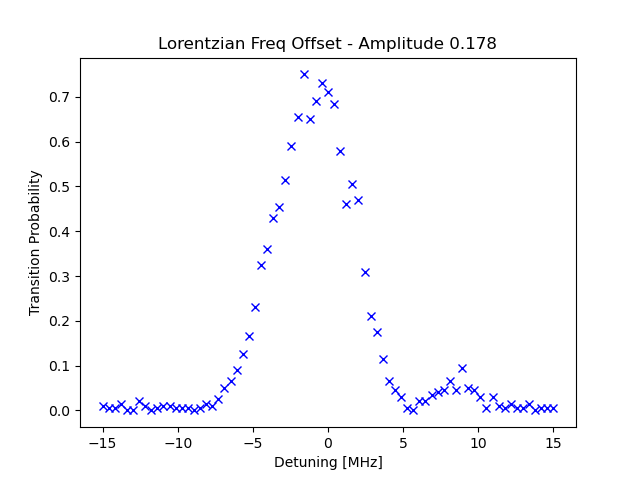 Lorentzian Freq Offset - Amplitude 0.178
Transition Probability
0.7
0.6
0.5
0.4
0.3
0.2
0.1
0.0
−15 −10 −5 0 5 10 15
Detuning [MHz]